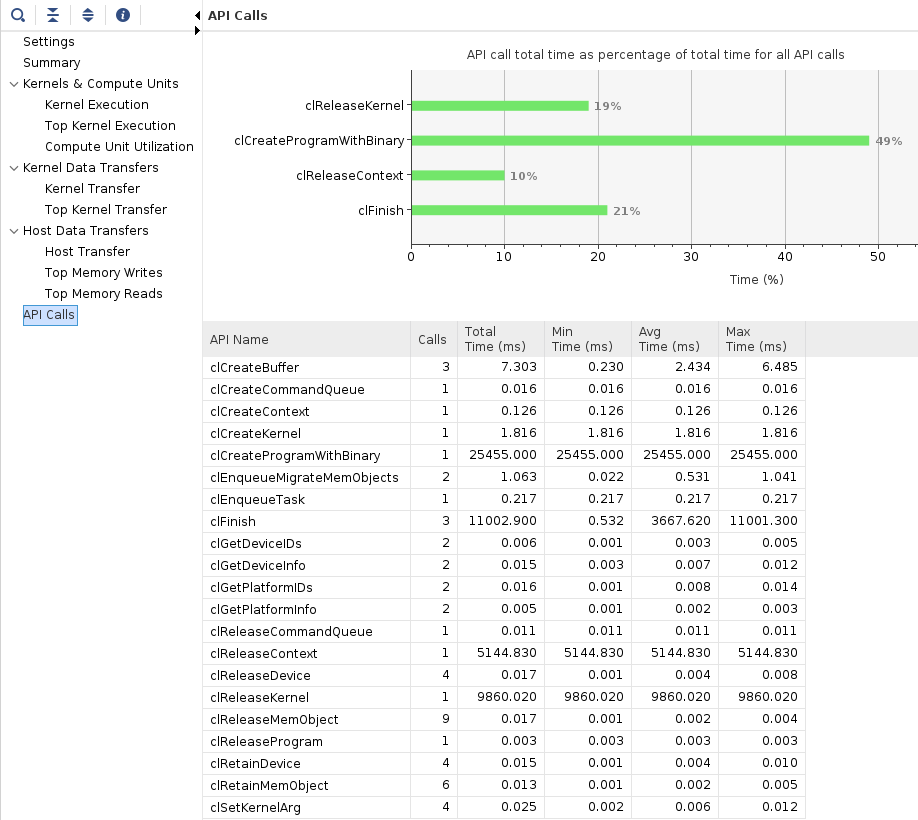 API Calls
Settings
Summary
Kernels & Compute Units
Kernel Execution
Top Kernel Execution
Compute Unit Utilization
Kernel Data Transfers
Kernel Transfer
Top Kernel Transfer
Host Data Transfers
Host Transfer
Top Memory Writes
Top Memory Reads
API Calls
API call total time as percentage of total time for all API calls
clReleaseKernel 19%
clCreateProgramWithBinary 49%
clReleaseContext 10%
clFinish 21%
0 10 20 30 40 50
Time (%)
API Name Calls Total Time (ms) Min Time (ms) Avg Time (ms) Max Time (ms)
clCreateBuffer 3 7.303 0.230 2.434 6.485
clCreateCommandQueue 1 0.016 0.016 0.016 0.016
clCreateContext 1 0.126 0.126 0.126 0.126
clCreateKernel 1 1.816 1.816 1.816 1.816
clCreateProgramWithBinary 1 25455.000 25455.000 25455.000 25455.000
clEnqueueMigrateMemObjects 2 1.063 0.022 0.531 1.041
clEnqueueTask 1 0.217 0.217 0.217 0.217
clFinish 3 11002.900 0.532 3667.620 11001.300
clGetDeviceIDs 2 0.006 0.001 0.003 0.005
clGetDeviceInfo 2 0.015 0.003 0.007 0.012
clGetPlatformIDs 2 0.016 0.001 0.008 0.014
clGetPlatformInfo 2 0.005 0.001 0.002 0.003
clReleaseCommandQueue 1 0.011 0.011 0.011 0.011
clReleaseContext 1 5144.830 5144.830 5144.830 5144.830
clReleaseDevice 4 0.017 0.001 0.004 0.008
clReleaseKernel 1 9860.020 9860.020 9860.020 9860.020
clReleaseMemObject 9 0.017 0.001 0.002 0.004
clReleaseProgram 1 0.003 0.003 0.003 0.003
clRetainDevice 4 0.015 0.001 0.004 0.010
clRetainMemObject 6 0.013 0.001 0.002 0.005
clSetKernelArg 4 0.025 0.002 0.006 0.012